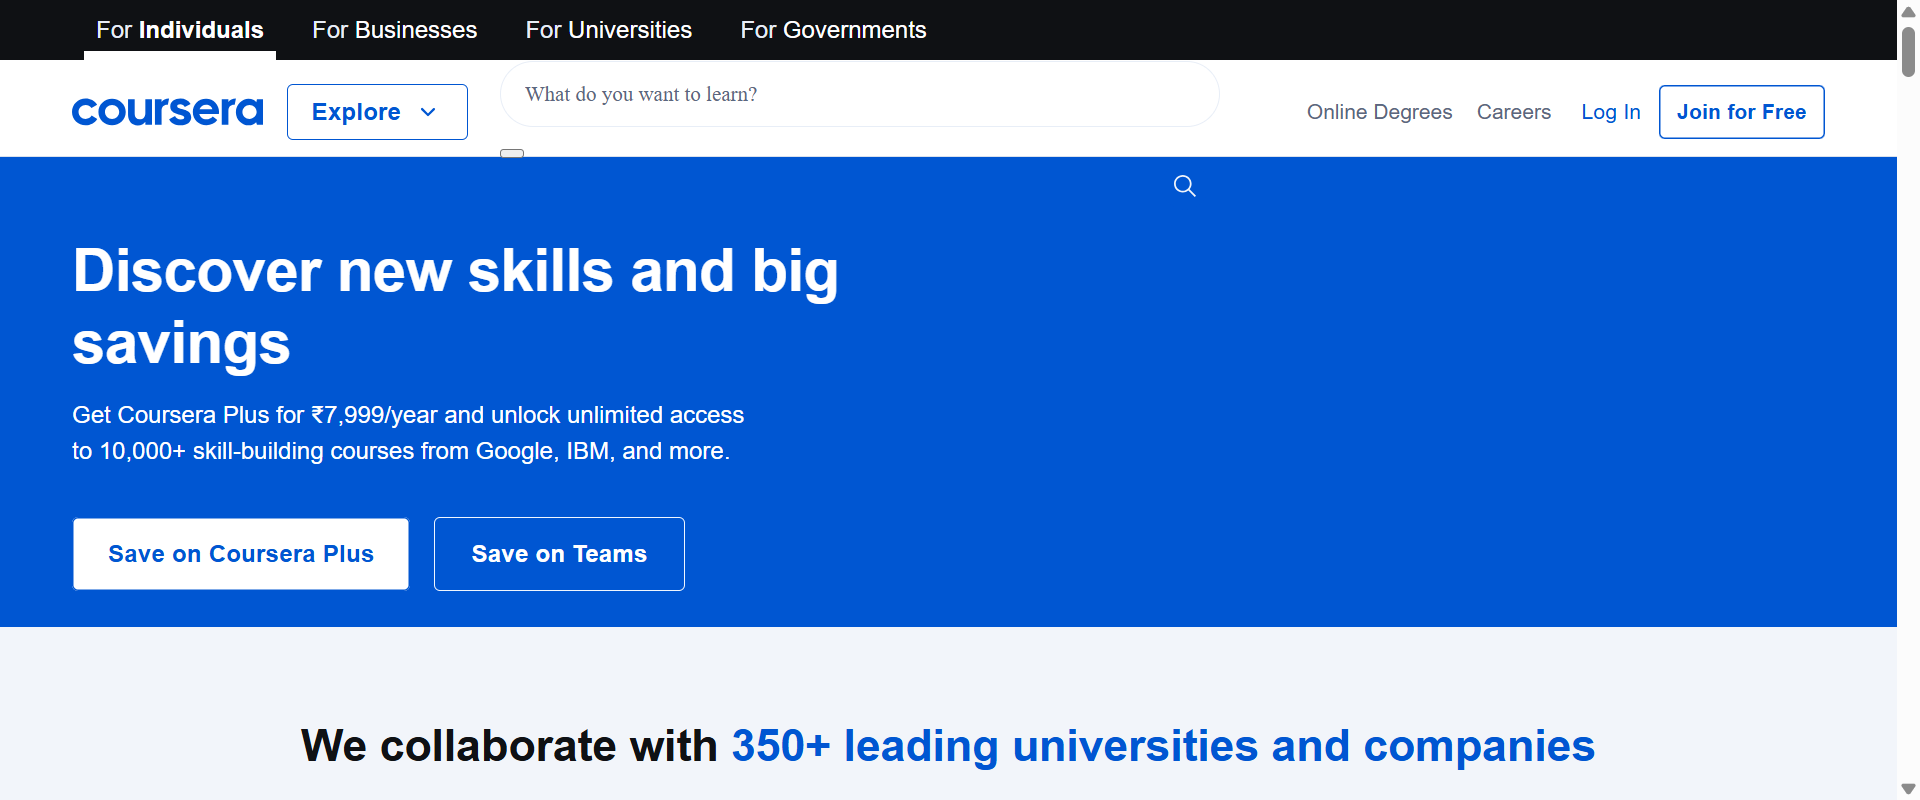 For Individuals
For Businesses
For Universities
For Governments
coursera
Explore
What do you want to learn?
Online Degrees
Careers
Log In
Join for Free
Discover new skills and big
savings
Get Coursera Plus for ₹7,999/year and unlock unlimited access
to 10,000+ skill-building courses from Google, IBM, and more.
Save on Coursera Plus
Save on Teams
We collaborate with 350+ leading universities and companies